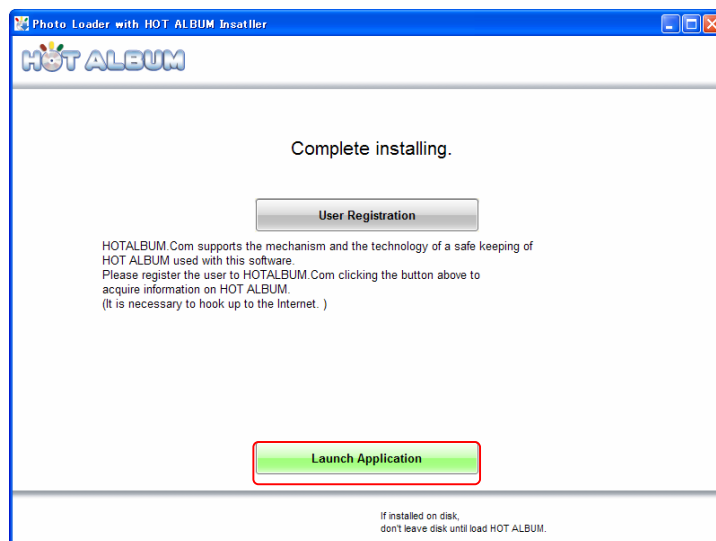 Photo Loader with HOT ALBUM Insatller
HOT ALBUM
Complete installing.
User Registration
HOTALBUM.Com supports the mechanism and the technology of a safe keeping of
HOT ALBUM used with this software.
Please register the user to HOTALBUM.Com clicking the button above to
acquire information on HOT ALBUM.
(It is necessary to hook up to the Internet. )
Launch Application
If installed on disk,
don't leave disk until load HOT ALBUM.